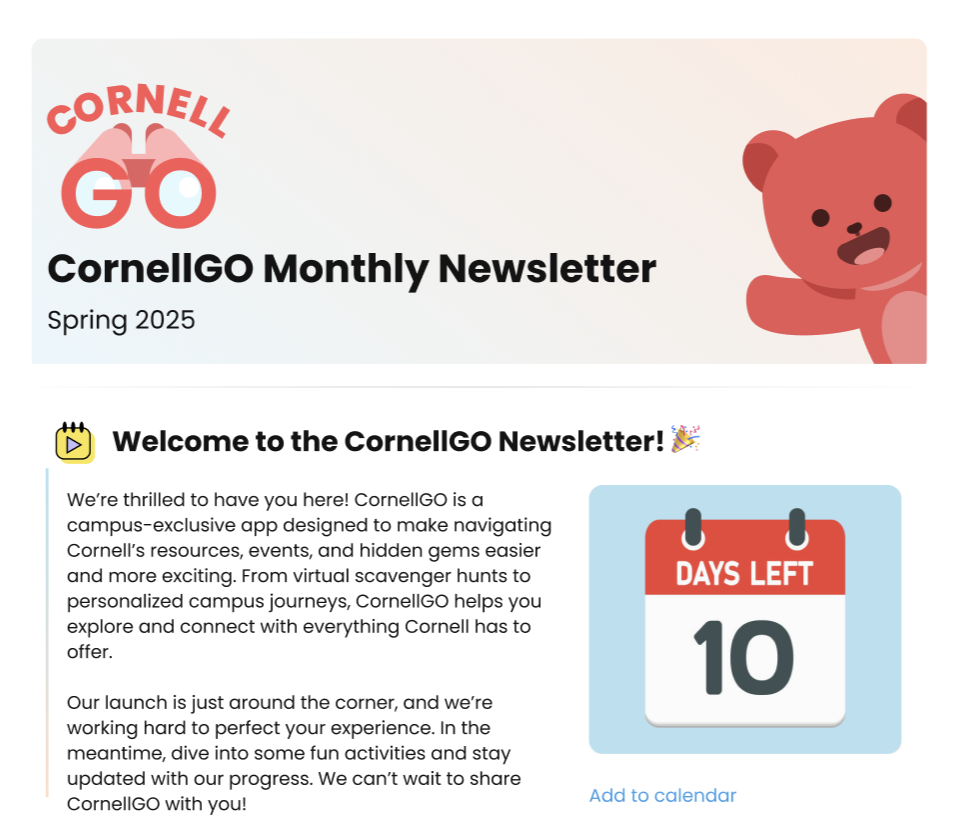 CORNELL
GO
CornellGO Monthly Newsletter
Spring 2025
Welcome to the CornellGO Newsletter! 🎉
We’re thrilled to have you here! CornellGO is a
campus-exclusive app designed to make navigating
Cornell’s resources, events, and hidden gems easier
and more exciting. From virtual scavenger hunts to
personalized campus journeys, CornellGO helps you
explore and connect with everything Cornell has to
offer.
Our launch is just around the corner, and we’re
working hard to perfect your experience. In the
meantime, dive into some fun activities and stay
updated with our progress. We can’t wait to share
CornellGO with you!
DAYS LEFT
10
Add to calendar